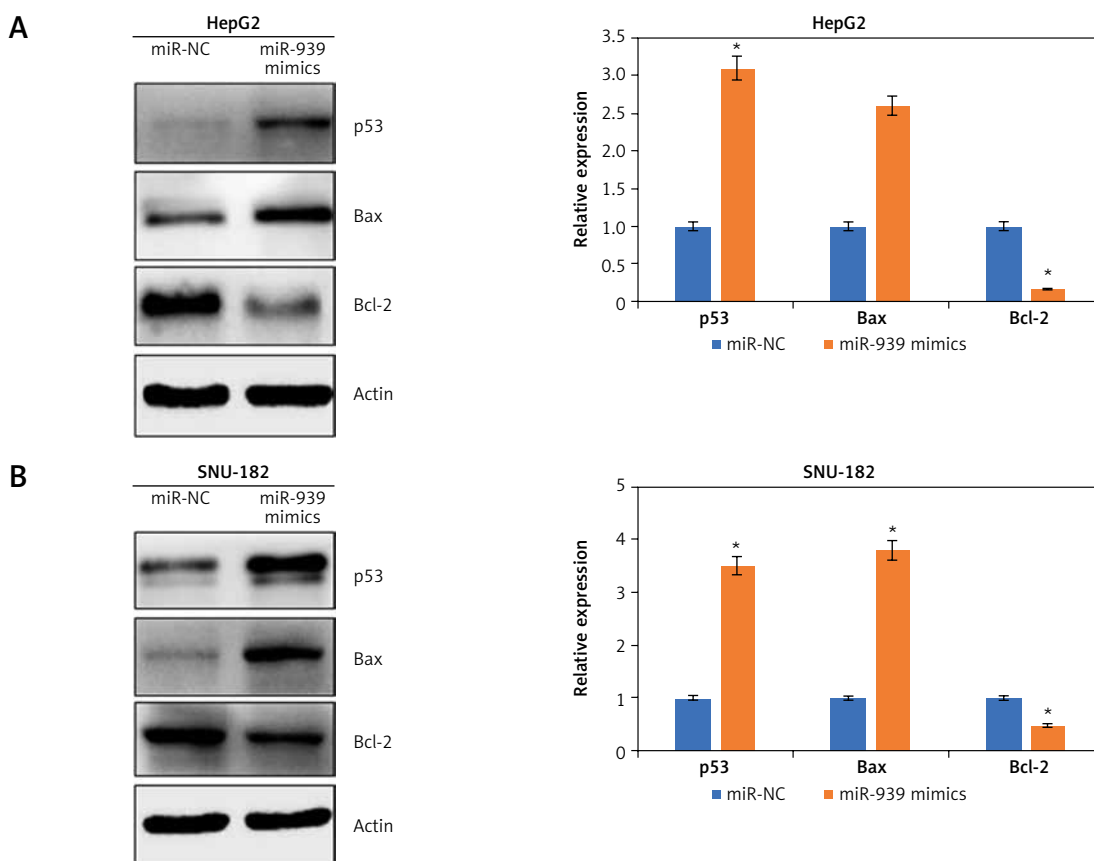 A
HepG2
miR-NC miR-939
mimics
p53
Bax
Bcl-2
Actin
HepG2
Relative expression
3.5
3.0
2.5
2.0
1.5
1.0
0.5
0
*
*
p53 Bax Bcl-2
miR-NC miR-939 mimics
B
SNU-182
miR-NC miR-939
mimics
p53
Bax
Bcl-2
Actin
SNU-182
Relative expression
5
4
3
2
1
0
*
*
*
p53 Bax Bcl-2
miR-NC miR-939 mimics